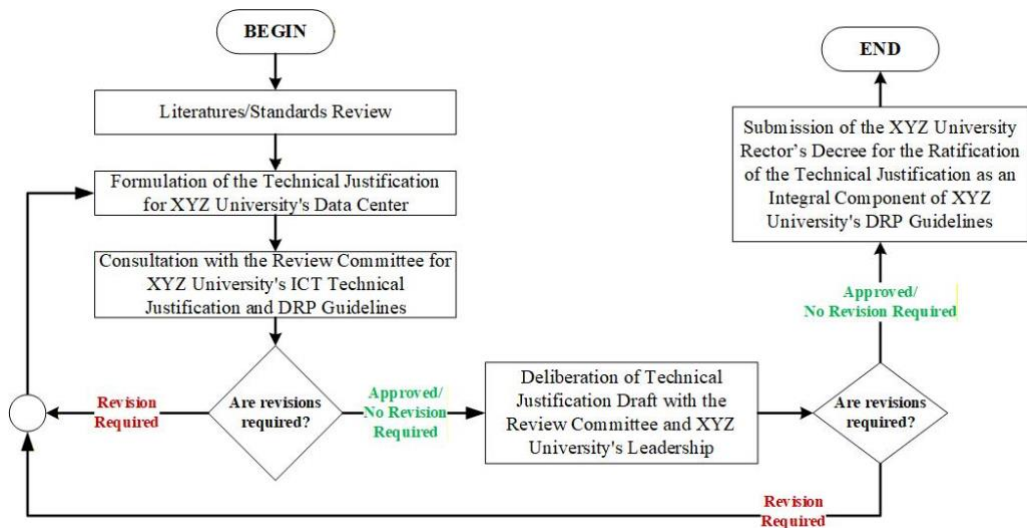 BEGIN
Literatures/Standards Review
Formulation of the Technical Justification
for XYZ University's Data Center
Consultation with the Review Committee for
XYZ University's ICT Technical
Justification and DRP Guidelines
Are revisions
required?
Revision
Required
Approved/
No Revision
Required
Deliberation of Technical
Justification Draft with the
Review Committee and XYZ
University's Leadership
Are revisions
required?
Revision
Required
Approved/
No Revision Required
Submission of the XYZ University
Rector's Decree for the Ratification
of the Technical Justification as an
Integral Component of XYZ
University's DRP Guidelines
END